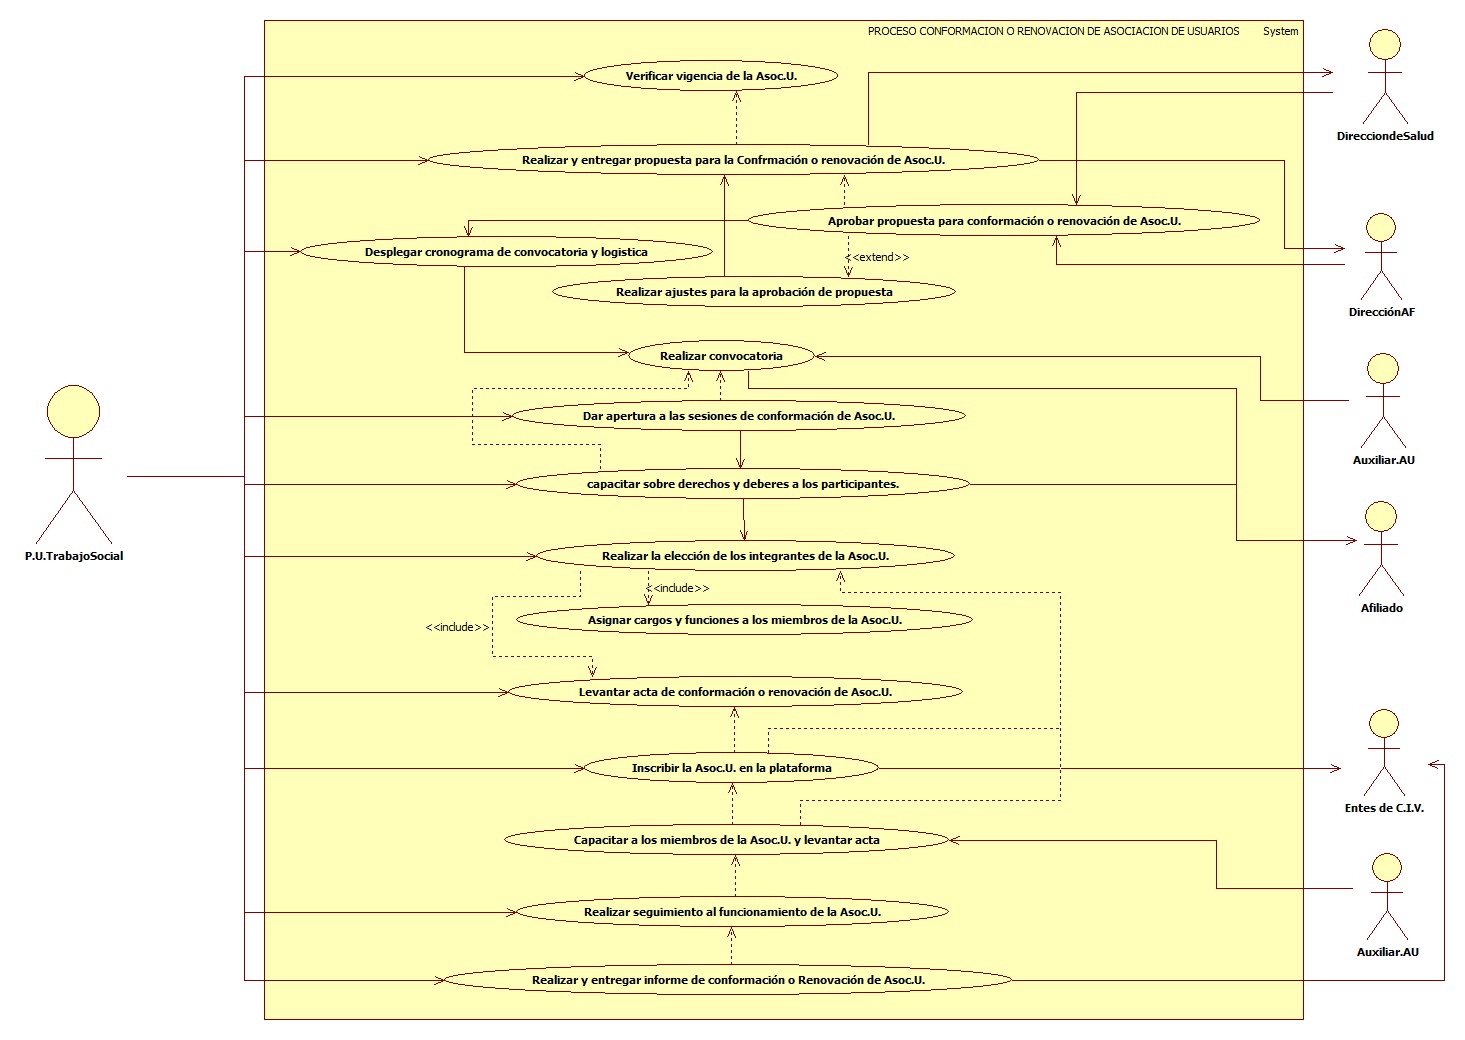 PROCESO CONFORMACION O RENOVACION DE ASOCIACION DE USUARIOS System
Verificar vigencia de la Asoc.U.
DirecciondeSalud
Realizar y entregar propuesta para la Confrmación o renovación de Asoc.U.
Aprobar propuesta para conformación o renovación de Asoc.U.
Desplegar cronograma de convocatoria y logistica
<<extend>>
Realizar ajustes para la aprobación de propuesta
DirecciónAF
Realizar convocatoria
Dar apertura a las sesiones de conformación de Asoc.U.
Auxiliar.AU
capacitar sobre derechos y deberes a los participantes.
P.U.TrabajoSocial
Realizar la elección de los integrantes de la Asoc.U.
<<include>>
Afiliado
Asignar cargos y funciones a los miembros de la Asoc.U.
<<include>>
Levantar acta de conformación o renovación de Asoc.U.
Inscribir la Asoc.U. en la plataforma
Entes de C.I.V.
Capacitar a los miembros de la Asoc.U. y levantar acta
Realizar seguimiento al funcionamiento de la Asoc.U.
Auxiliar.AU
Realizar y entregar informe de conformación o Renovación de Asoc.U.